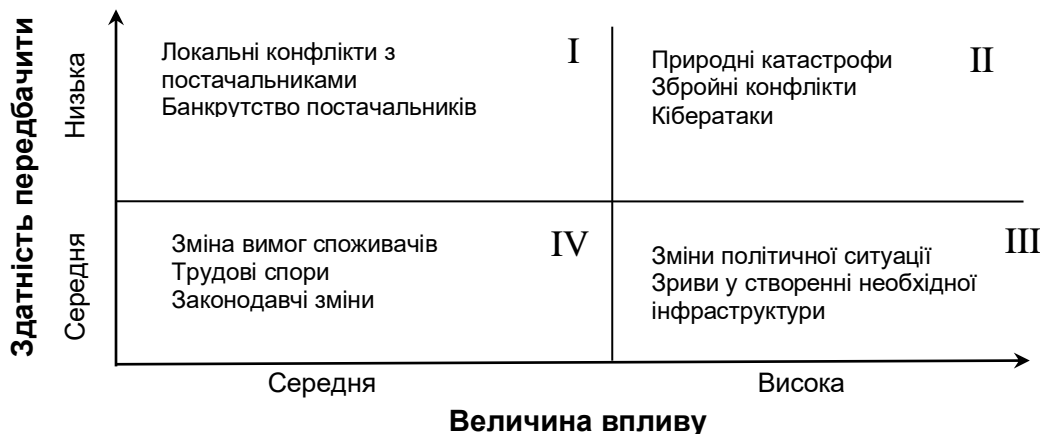 Здатність передбачити
Низька
Середня
Локальні конфлікти з
постачальниками
Банкрутство постачальників
I
Природні катастрофи
Збройні конфлікти
Кібератаки
II
Зміна вимог споживачів
Трудові спори
Законодавчі зміни
IV
Зміни політичної ситуації
Зриви у створенні необхідної
інфраструктури
III
Середня
Висока
Величина впливу